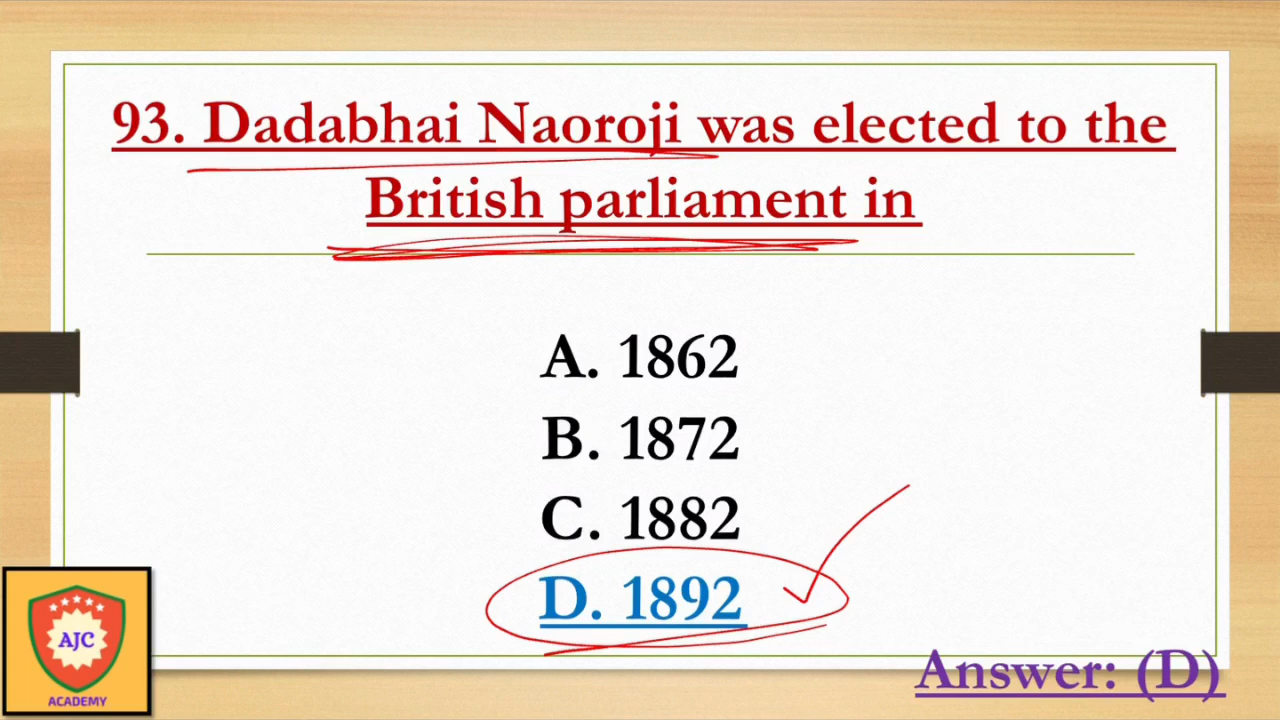 93. Dadabhai Naoroji was elected to the
British parliament in
A. 1862
B. 1872
C. 1882
D. 1892
Answer: (D)
AJC
ACADEMY